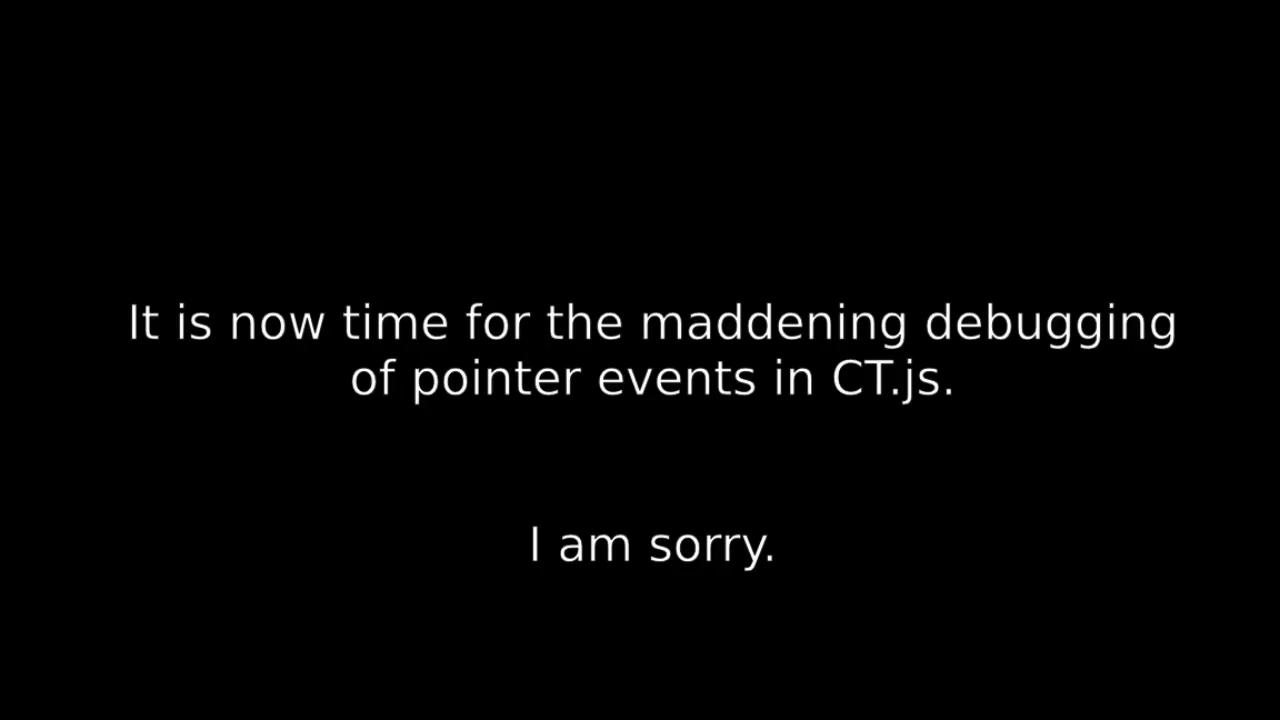 It is now time for the maddening debugging
of pointer events in CT.js.
I am sorry.